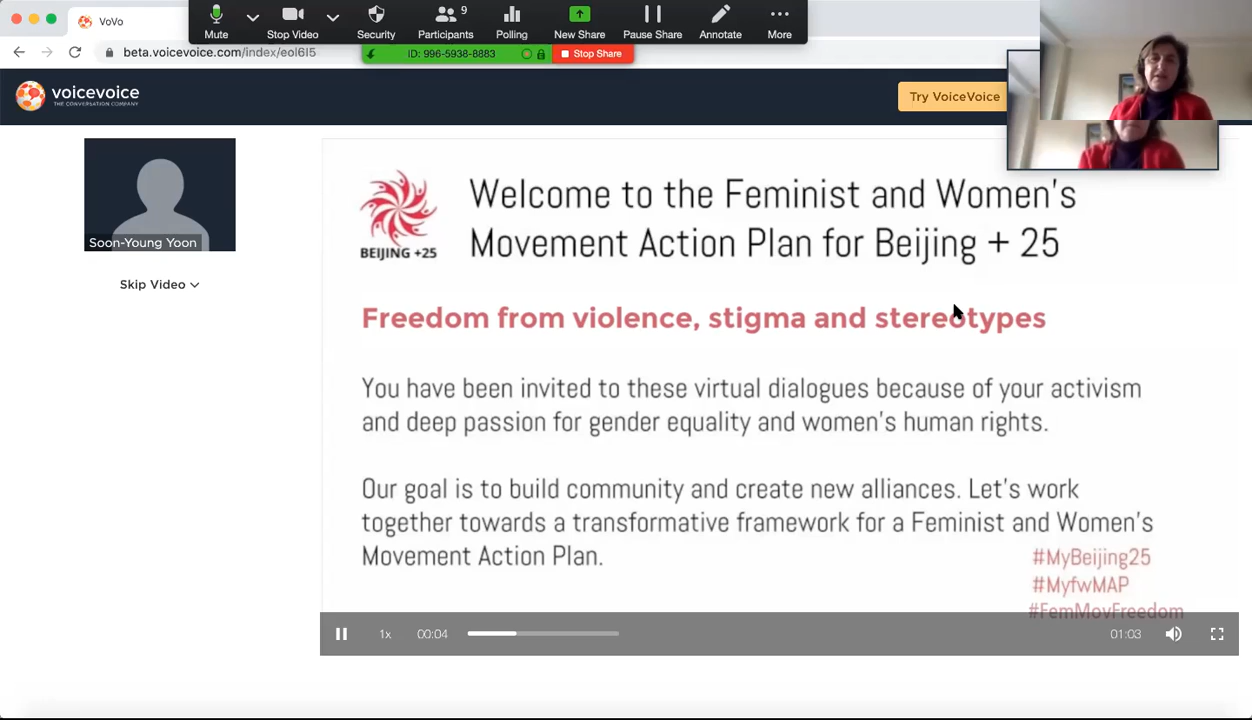 VoVo
Mute
Stop Video
Security
Participants
9
Polling
New Share
Pause Share
Annotate
More
beta.voicevoice.com/index/eol6l5
ID: 996-5938-8883
Stop Share
voicevoice
THE CONVERSATION COMPANY
Try VoiceVoice
Soon-Young Yoon
Skip Video
BEIJING +25
Welcome to the Feminist and Women's
Movement Action Plan for Beijing + 25
Freedom from violence, stigma and stereotypes
You have been invited to these virtual dialogues because of your activism
and deep passion for gender equality and women's human rights.
Our goal is to build community and create new alliances. Let's work
together towards a transformative framework for a Feminist and Women's
Movement Action Plan.
#MyBeijing25
#MyfwMAP
#FemMovFreedom
1x
00:04
01:03